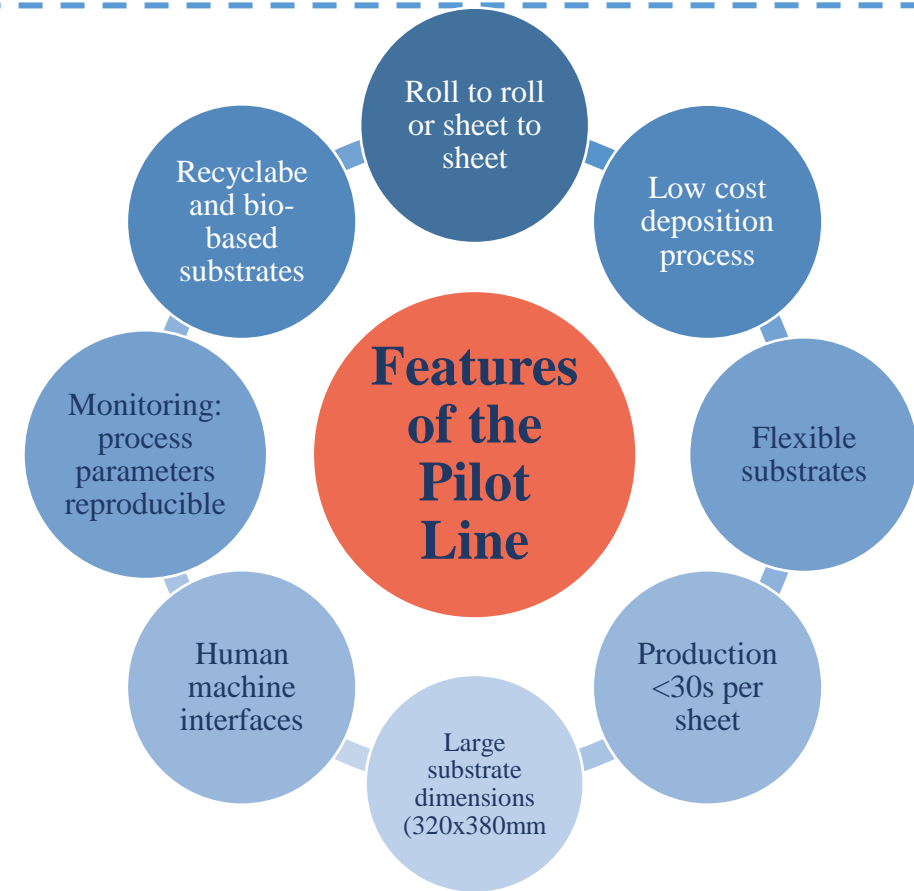 Roll to roll
or sheet to
sheet
Low cost
deposition
process
Flexible
substrates
Production
<30s per
sheet
Large
substrate
dimensions
(320x380mm
Human
machine
interfaces
Monitoring:
process
parameters
reproducible
Recyclabe
and bio-
based
substrates
Features
of the
Pilot
Line